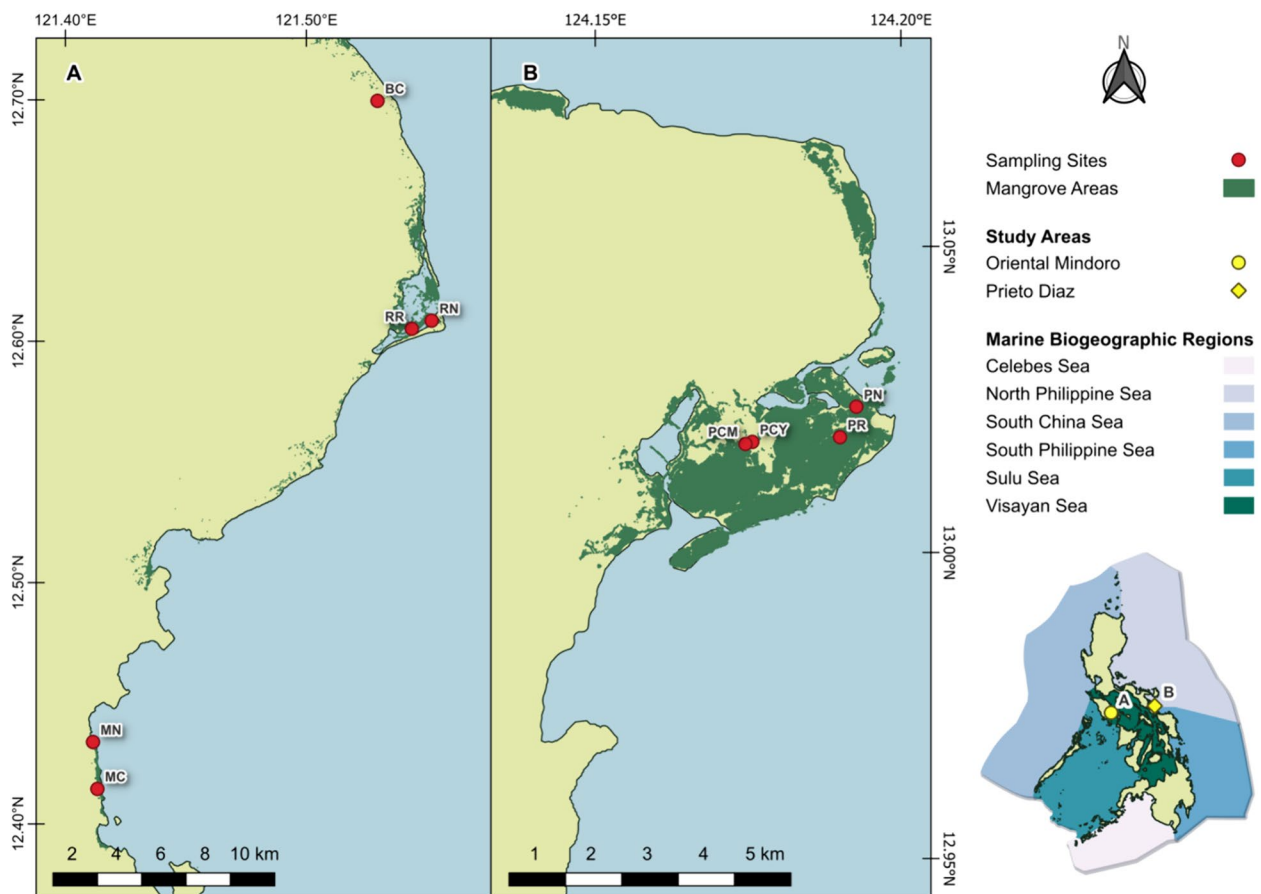 121.40°E
121.50°E
124.15°E
124.20°E
A
B
N
12.70°N
12.60°N
12.50°N
12.40°N
13.05°N
13.00°N
12.95°N
BC
RR
RN
MN
MC
PN
PR
PCM
PCY
2 4 6 8 10 km
1 2 3 4 5 km
Sampling Sites
Mangrove Areas
Study Areas
Oriental Mindoro
Prieto Diaz
Marine Biogeographic Regions
Celebes Sea
North Philippine Sea
South China Sea
South Philippine Sea
Sulu Sea
Visayan Sea
A
B